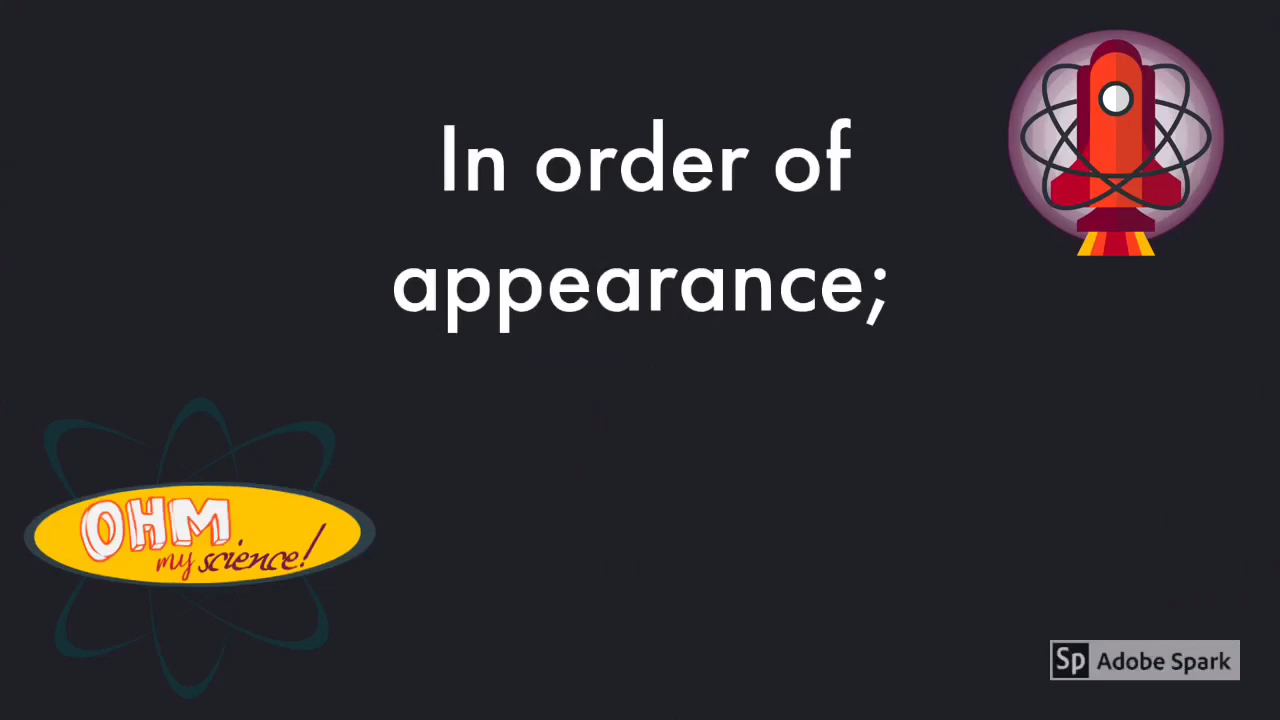 In order of
appearance;
OHM
my science!
Sp Adobe Spark